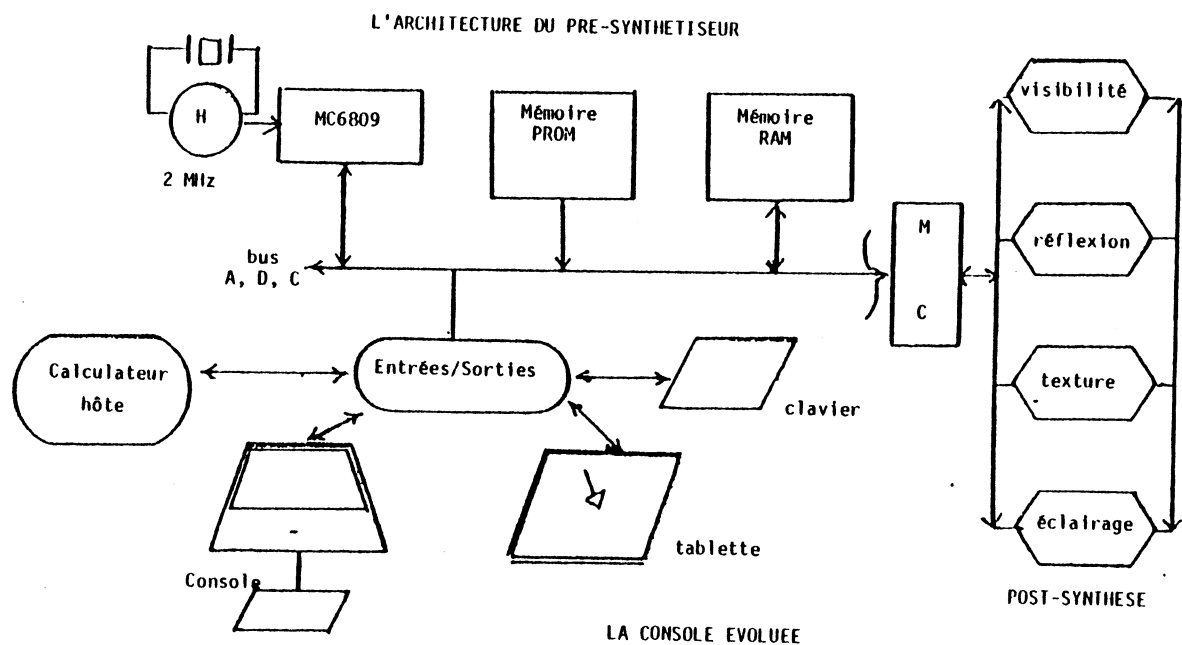 L'ARCHITECTURE DU PRE-SYNTHETISEUR
H
2 MHz
MC6809
Mémoire
PROM
Mémoire
RAM
visibilité
réflexion
texture
éclairage
M
C
bus
A, D, C
Calculateur
hôte
Entrées/Sorties
clavier
tablette
Console
POST-SYNTHESE
LA CONSOLE EVOLUEE